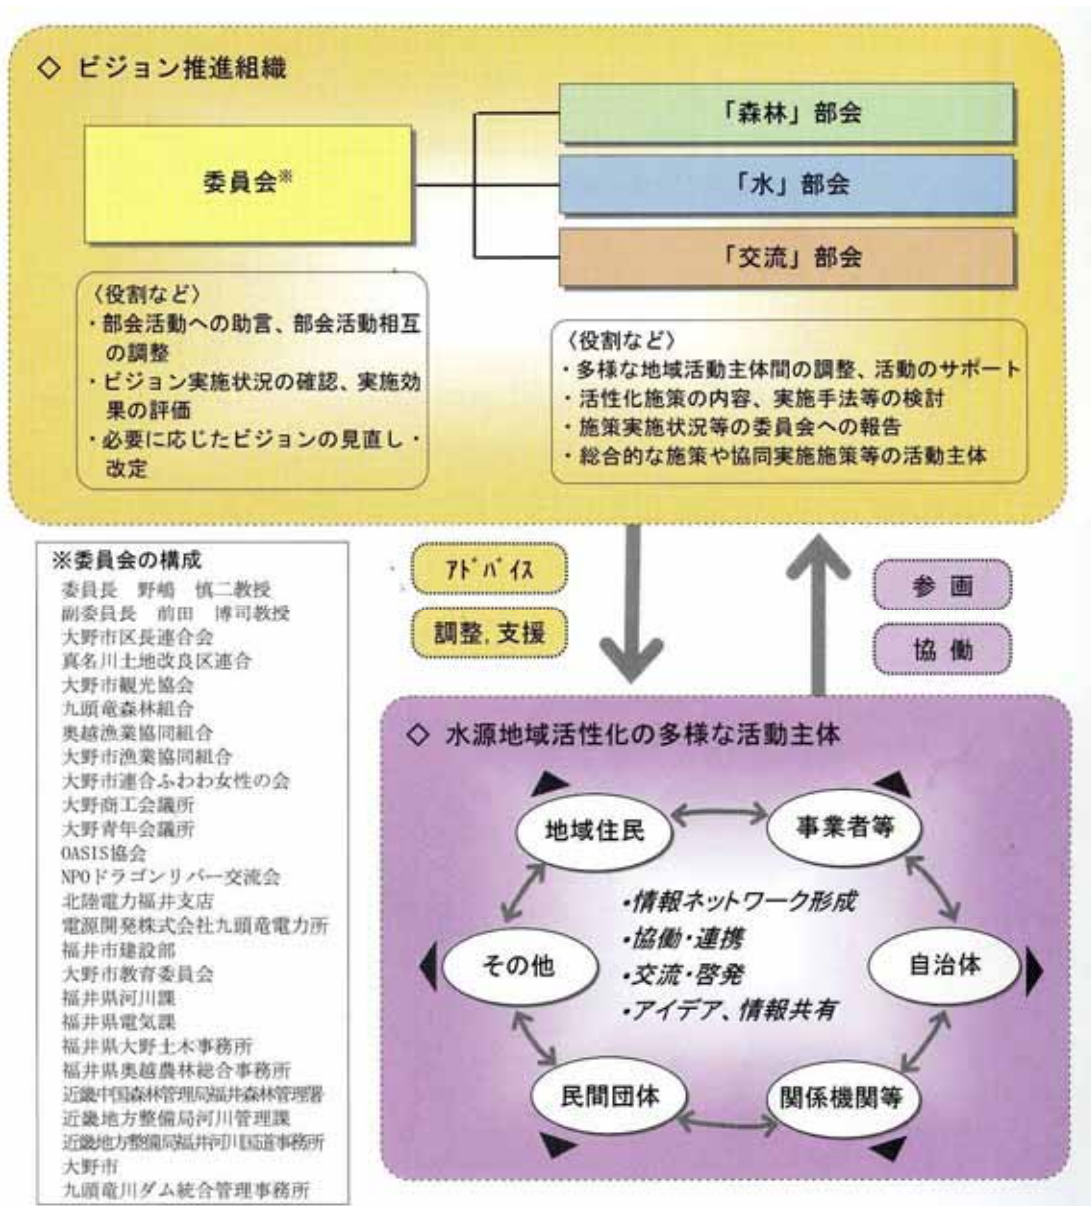 ◇ ビジョン推進組織
委員会※
「森林」部会
「水」部会
「交流」部会
〈役割など〉
・部会活動への助言、部会活動相互
の調整
・ビジョン実施状況の確認、実施効
果の評価
・必要に応じたビジョンの見直し・
改定
〈役割など〉
・多様な地域活動主体間の調整、活動のサポート
・活性化施策の内容、実施手法等の検討
・施策実施状況等の委員会への報告
・総合的な施策や協同実施施策等の活動主体
アドバイス
調整,支援
参画
協働
※委員会の構成
委員長 野嶋 慎二教授
副委員長 前田 博司教授
大野市区長連合会
真名川土地改良区連合
大野市観光協会
九頭竜森林組合
奥越漁業協同組合
大野市漁業協同組合
大野市連合ふわわ女性の会
大野商工会議所
大野青年会議所
OASIS協会
NPOドラゴンリバー交流会
北陸電力福井支店
電源開発株式会社九頭竜電力所
福井市建設部
大野市教育委員会
福井県河川課
福井県電気課
福井県大野土木事務所
福井県奥越農林総合事務所
近畿中国森林管理局福井森林管理署
近畿地方整備局河川管理課
近畿地方整備局福井河川国道事務所
大野市
九頭竜川ダム統合管理事務所
◇ 水源地域活性化の多様な活動主体
地域住民
事業者等
その他
自治体
民間団体
関係機関等
・情報ネットワーク形成
・協働・連携
・交流・啓発
・アイデア、情報共有